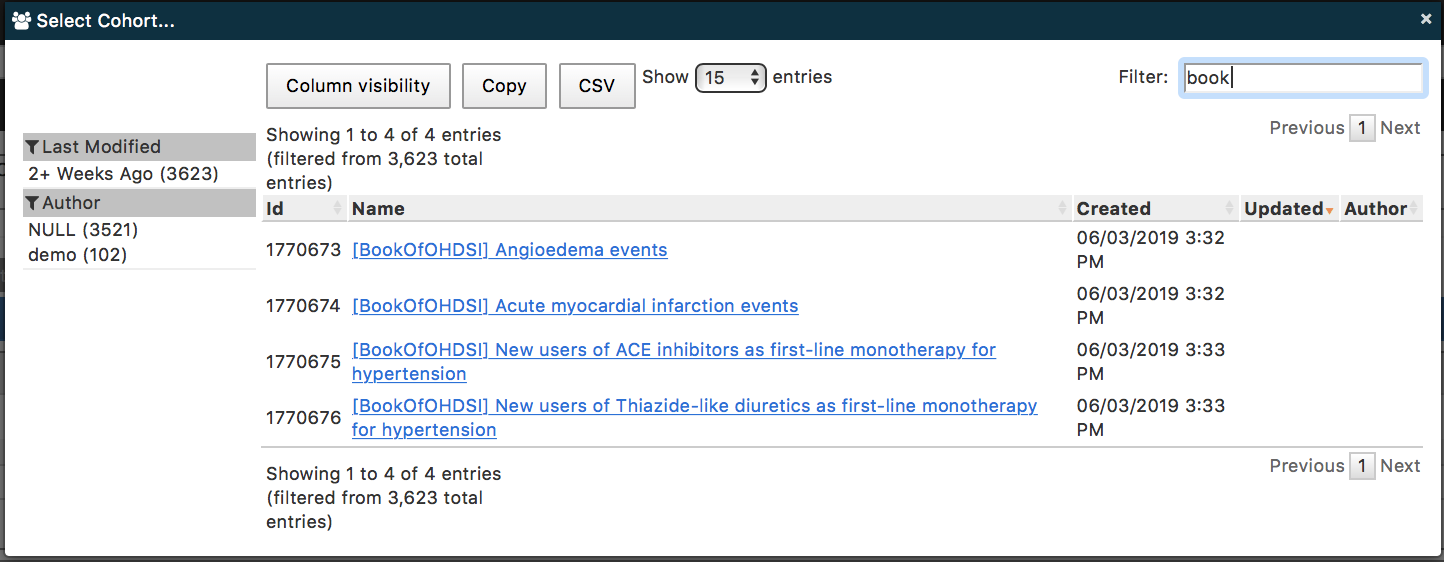 Select Cohort...
Column visibility Copy CSV Show 15 entries Filter: book
Showing 1 to 4 of 4 entries
(filtered from 3,623 total
entries)
Previous 1 Next
Last Modified
2+ Weeks Ago (3623)
Author
NULL (3521)
demo (102)
Id Name Created Updated Author
1770673 [BookOfOHDSI] Angioedema events 06/03/2019 3:32
PM
1770674 [BookOfOHDSI] Acute myocardial infarction events 06/03/2019 3:32
PM
1770675 [BookOfOHDSI] New users of ACE inhibitors as first-line monotherapy for
hypertension 06/03/2019 3:33
PM
1770676 [BookOfOHDSI] New users of Thiazide-like diuretics as first-line monotherapy
for hypertension 06/03/2019 3:33
PM
Showing 1 to 4 of 4 entries
(filtered from 3,623 total
entries)
Previous 1 Next